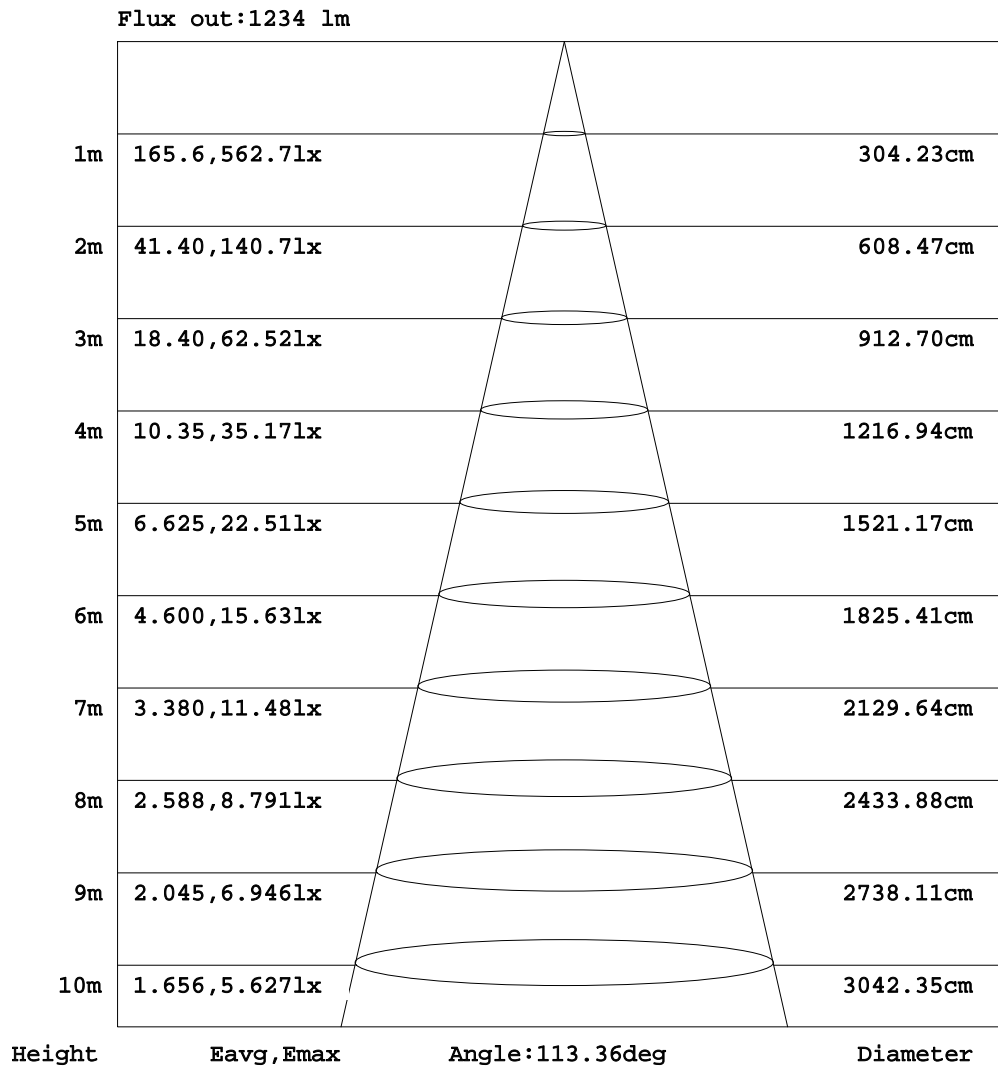 Flux out:1234 lm
1m 165.6,562.7lx 304.23cm
2m 41.40,140.7lx 608.47cm
3m 18.40,62.52lx 912.70cm
4m 10.35,35.17lx 1216.94cm
5m 6.625,22.51lx 1521.17cm
6m 4.600,15.63lx 1825.41cm
7m 3.380,11.48lx 2129.64cm
8m 2.588,8.791lx 2433.88cm
9m 2.045,6.946lx 2738.11cm
10m 1.656,5.627lx 3042.35cm
Height Eavg,Emax Angle:113.36deg Diameter